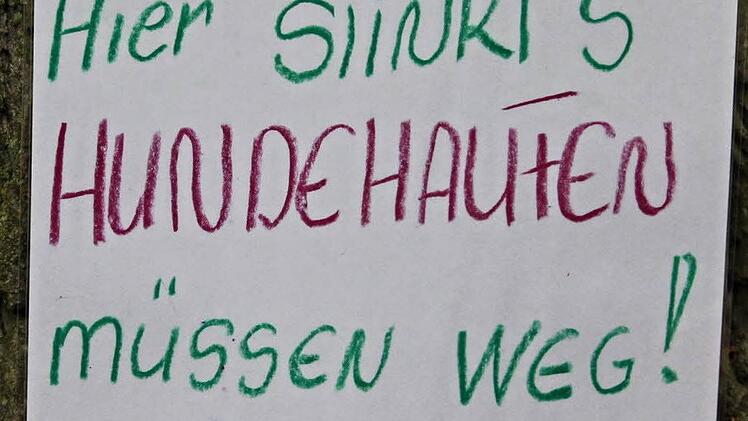 Hier STINKT'S
HUNDEHAUFEN
MÜSSEN WEG!